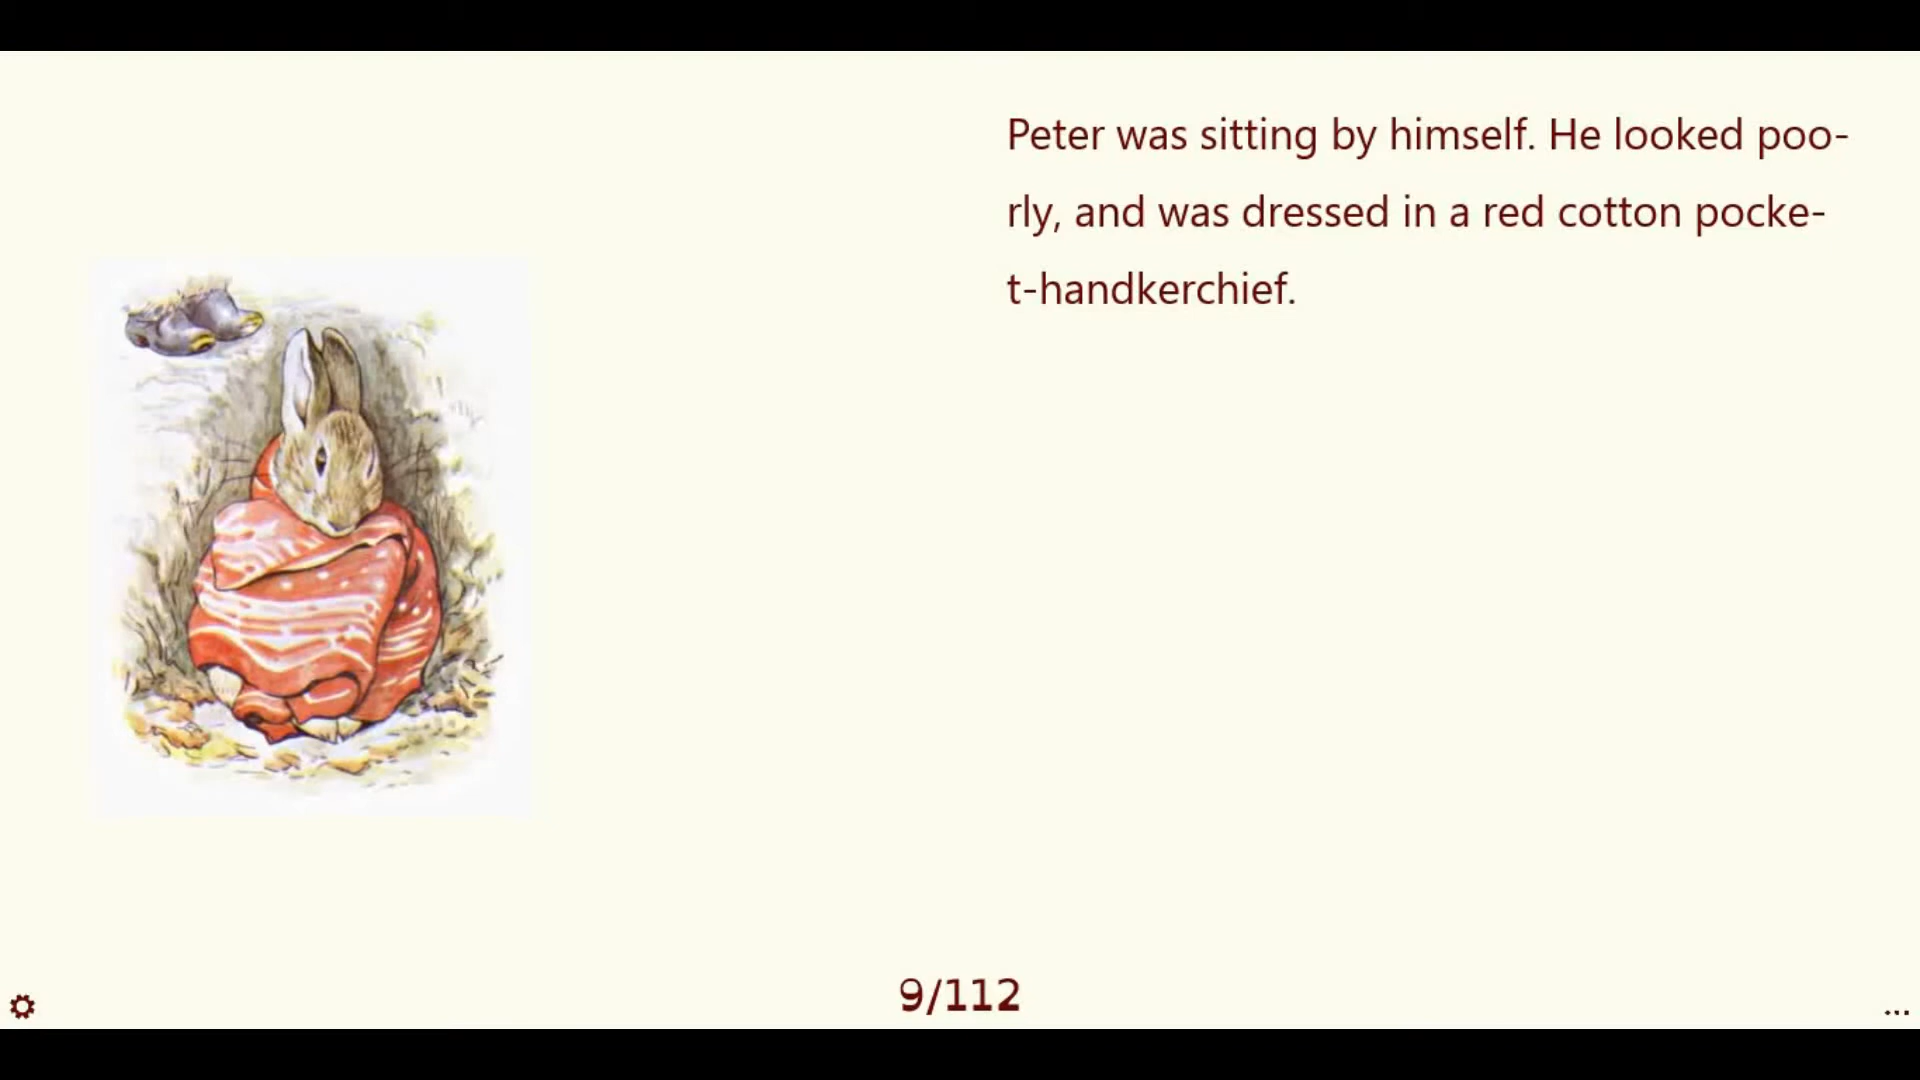 Peter was sitting by himself. He looked poo-
rly, and was dressed in a red cotton pocke-
t-handkerchief.
9/112
...